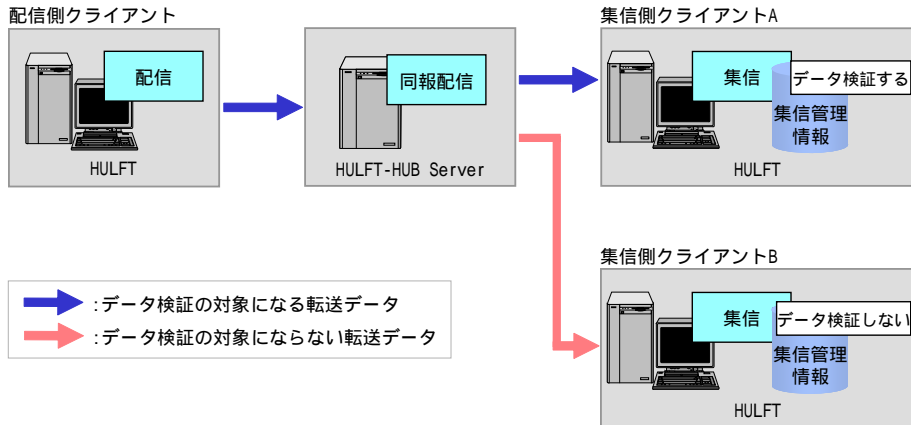 配信側クライアント
配信
HULFT
同報配信
HULFT-HUB Server
集信側クライアントA
集信
データ検証する
集信管理
情報
HULFT
集信側クライアントB
集信
データ検証しない
集信管理
情報
HULFT
:データ検証の対象になる転送データ
:データ検証の対象にならない転送データ